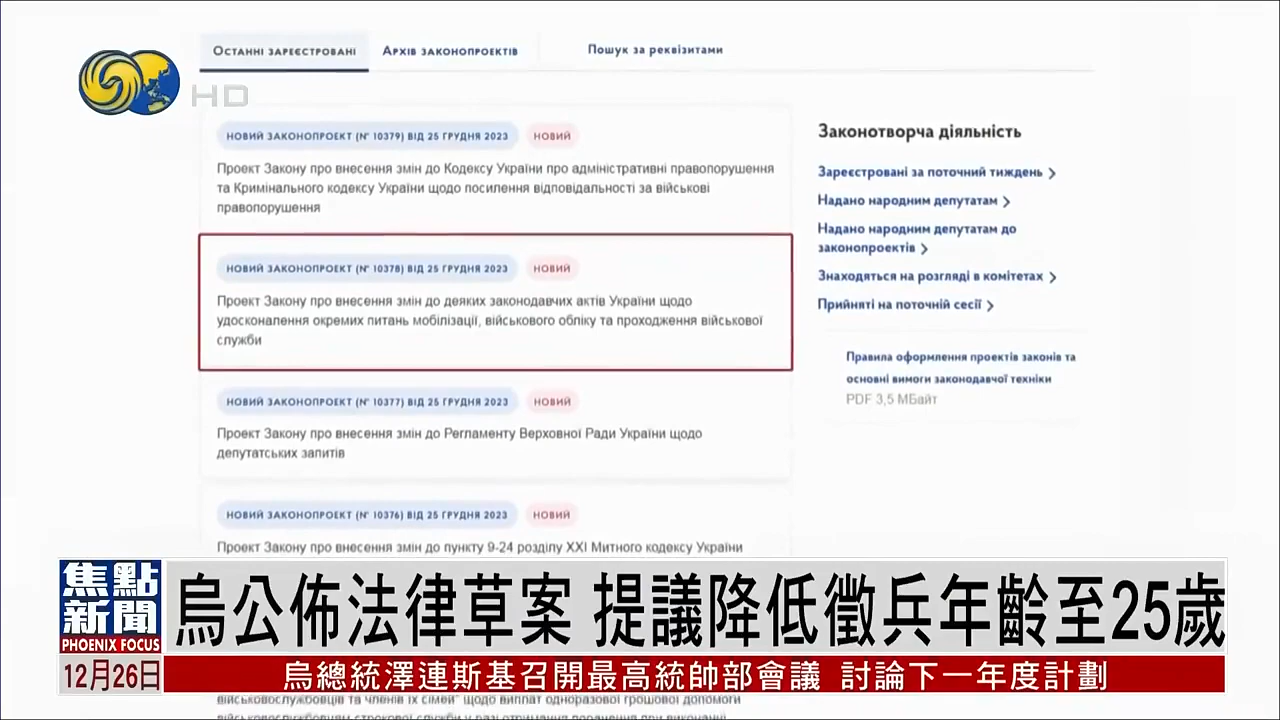 Останні зареєстровані
Архів законопроектів
Пошук за реквізитами
HD
НОВИЙ ЗАКОНОПРОЕКТ (№ 10379) ВІД 25 ГРУДНЯ 2023 НОВИЙ
Проект Закону про внесення змін до Кодексу України про адміністративні правопорушення
та Кримінального кодексу України щодо посилення відповідальності за військові
правопорушення
НОВИЙ ЗАКОНОПРОЕКТ (№ 10378) ВІД 25 ГРУДНЯ 2023 НОВИЙ
Проект Закону про внесення змін до деяких законодавчих актів України щодо
удосконалення окремих питань мобілізації, військового обліку та проходження військової
служби
НОВИЙ ЗАКОНОПРОЕКТ (№ 10377) ВІД 25 ГРУДНЯ 2023 НОВИЙ
Проект Закону про внесення змін до Регламенту Верховної Ради України щодо
депутатських запитів
НОВИЙ ЗАКОНОПРОЕКТ (№ 10376) ВІД 25 ГРУДНЯ 2023 НОВИЙ
Проект Закону про внесення змін до пункту 9-24 розділу XXI Митного кодексу України
Законотворча діяльність
Зареєстровані за поточний тиждень
Надано народним депутатам
Надано народним депутатам до
законопроектів
Знаходяться на розгляді в комітетах
Прийняті на поточній сесії
Правила оформлення проектів законів та
основні вимоги законодавчої техніки
PDF 3,5 МБайт
焦點
新聞
PHOENIX FOCUS
烏公佈法律草案 提議降低徵兵年齡至25歲
12月26日
烏總統澤連斯基召開最高統帥部會議 討論下一年度計劃
військовослужбовців та членів їх сімей" щодо виплат одноразової грошової допомоги